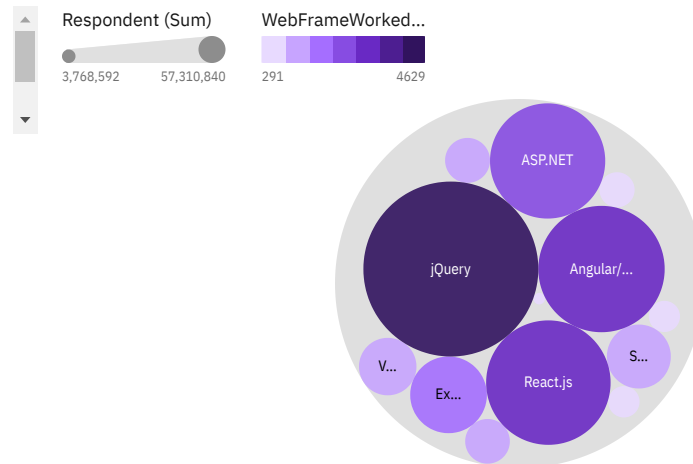 Respondent (Sum)
3,768,592 57,310,840
WebFrameWorked...
291 4629
ASP.NET
jQuery
Angular/...
V...
Ex...
React.js
S...